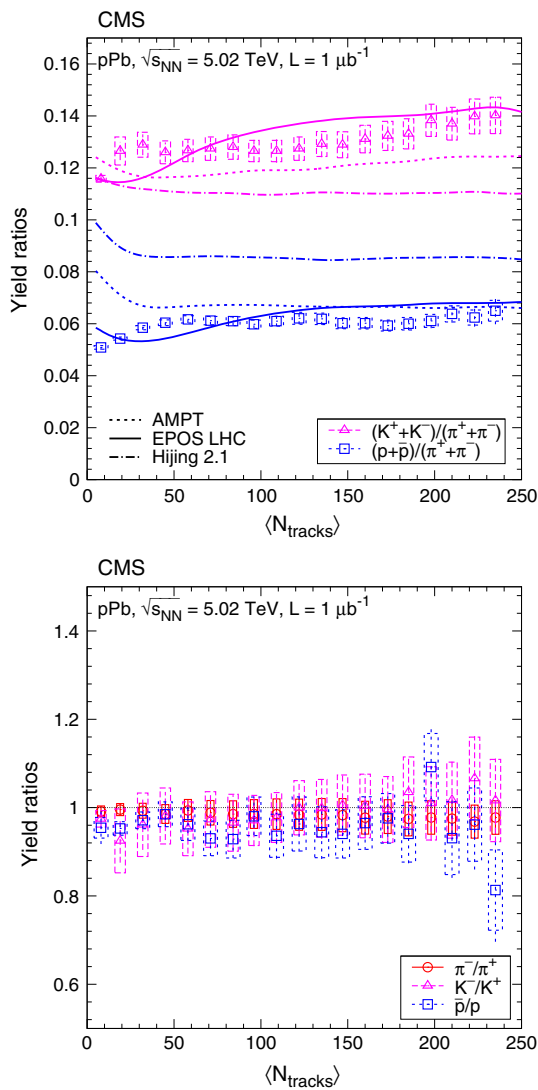 CMS
pPb, √sNN = 5.02 TeV, L = 1 μb⁻¹
0.16
0.14
0.12
0.1
0.08
0.06
0.04
0.02
0
Yield ratios
AMPT
EPOS LHC
Hijing 2.1
(K⁺+K⁻)/(π⁺+π⁻)
(p+p̄)/(π⁺+π⁻)
0 50 100 150 200 250
⟨Ntracks⟩
CMS
pPb, √sNN = 5.02 TeV, L = 1 μb⁻¹
1.4
1.2
1
0.8
0.6
Yield ratios
π⁻/π⁺
K⁻/K⁺
p̄/p
0 50 100 150 200 250
⟨Ntracks⟩